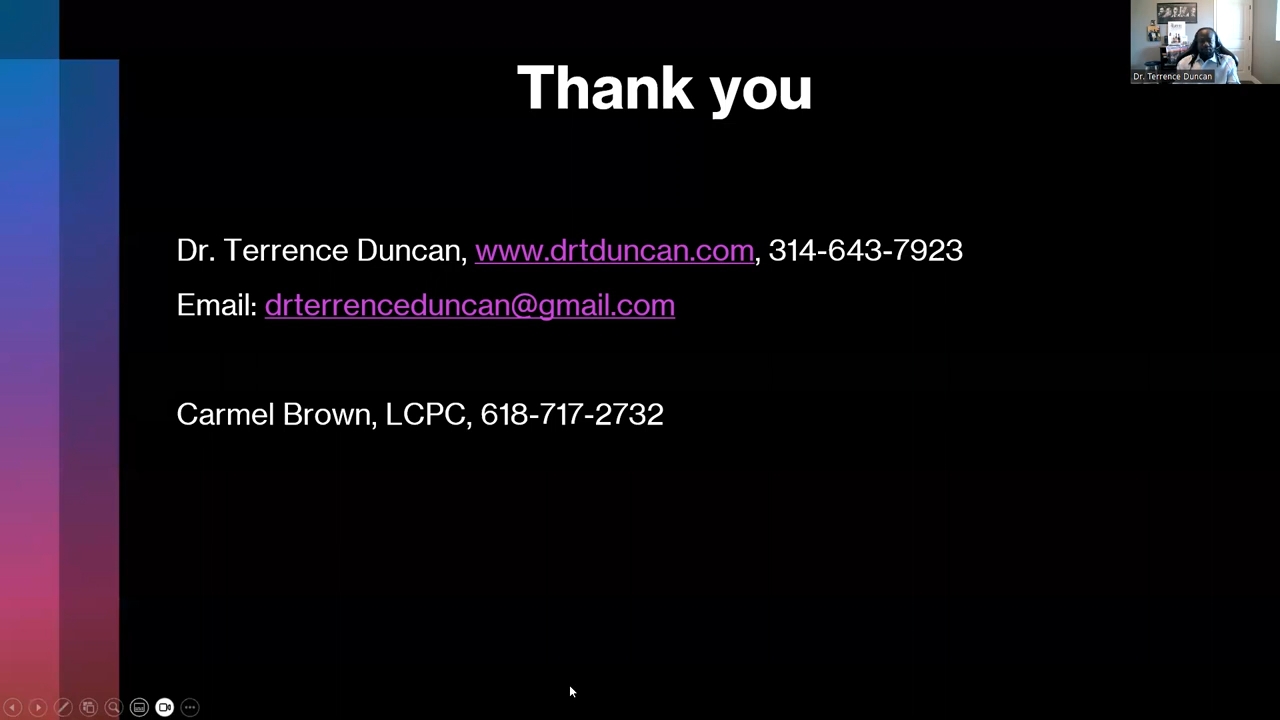 Thank you
Dr. Terrence Duncan
Dr. Terrence Duncan, www.drtduncan.com, 314-643-7923
Email: drterrenceduncan@gmail.com
Carmel Brown, LCPC, 618-717-2732